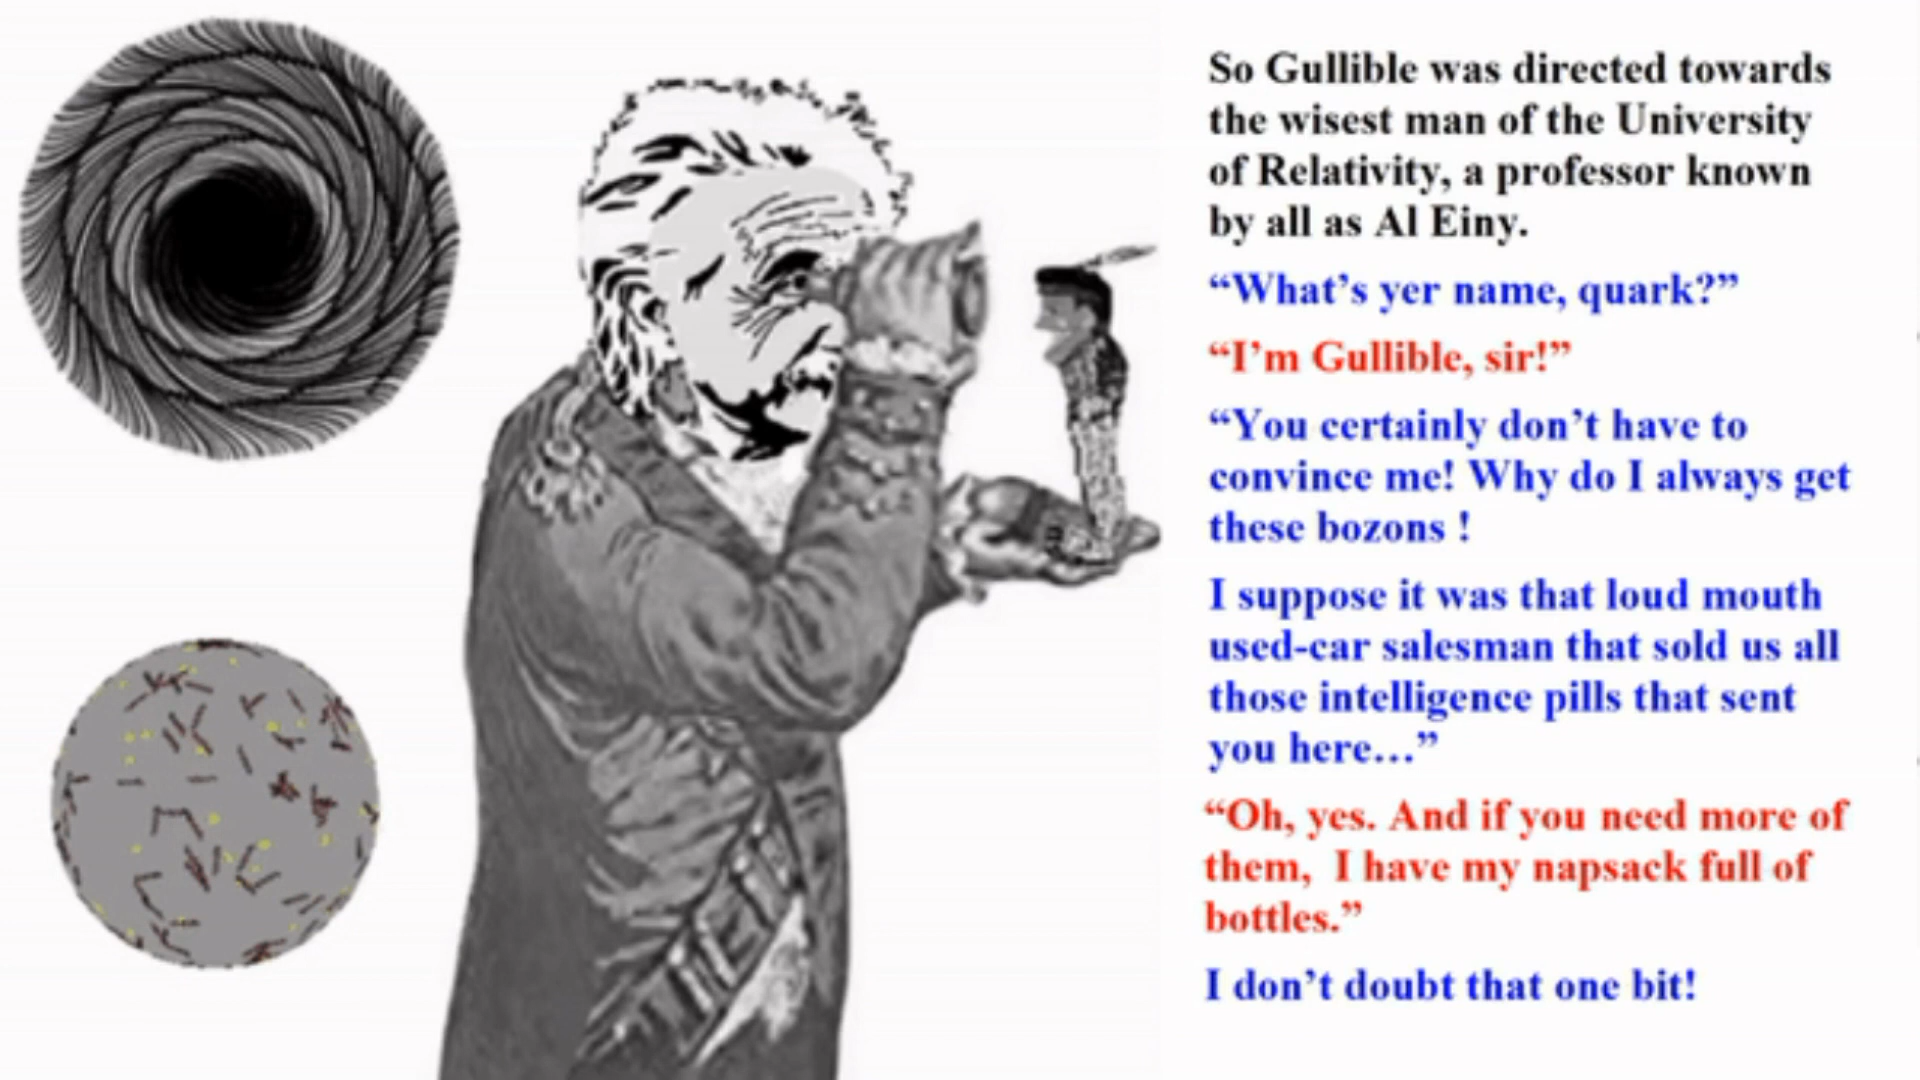 So Gullible was directed towards
the wisest man of the University
of Relativity, a professor known
by all as Al Einy.
“What’s yer name, quark?”
“I’m Gullible, sir!”
“You certainly don’t have to
convince me! Why do I always get
these bozons !
I suppose it was that loud mouth
used-car salesman that sold us all
those intelligence pills that sent
you here…”
“Oh, yes. And if you need more of
them,  I have my napsack full of
bottles.”
I don’t doubt that one bit!